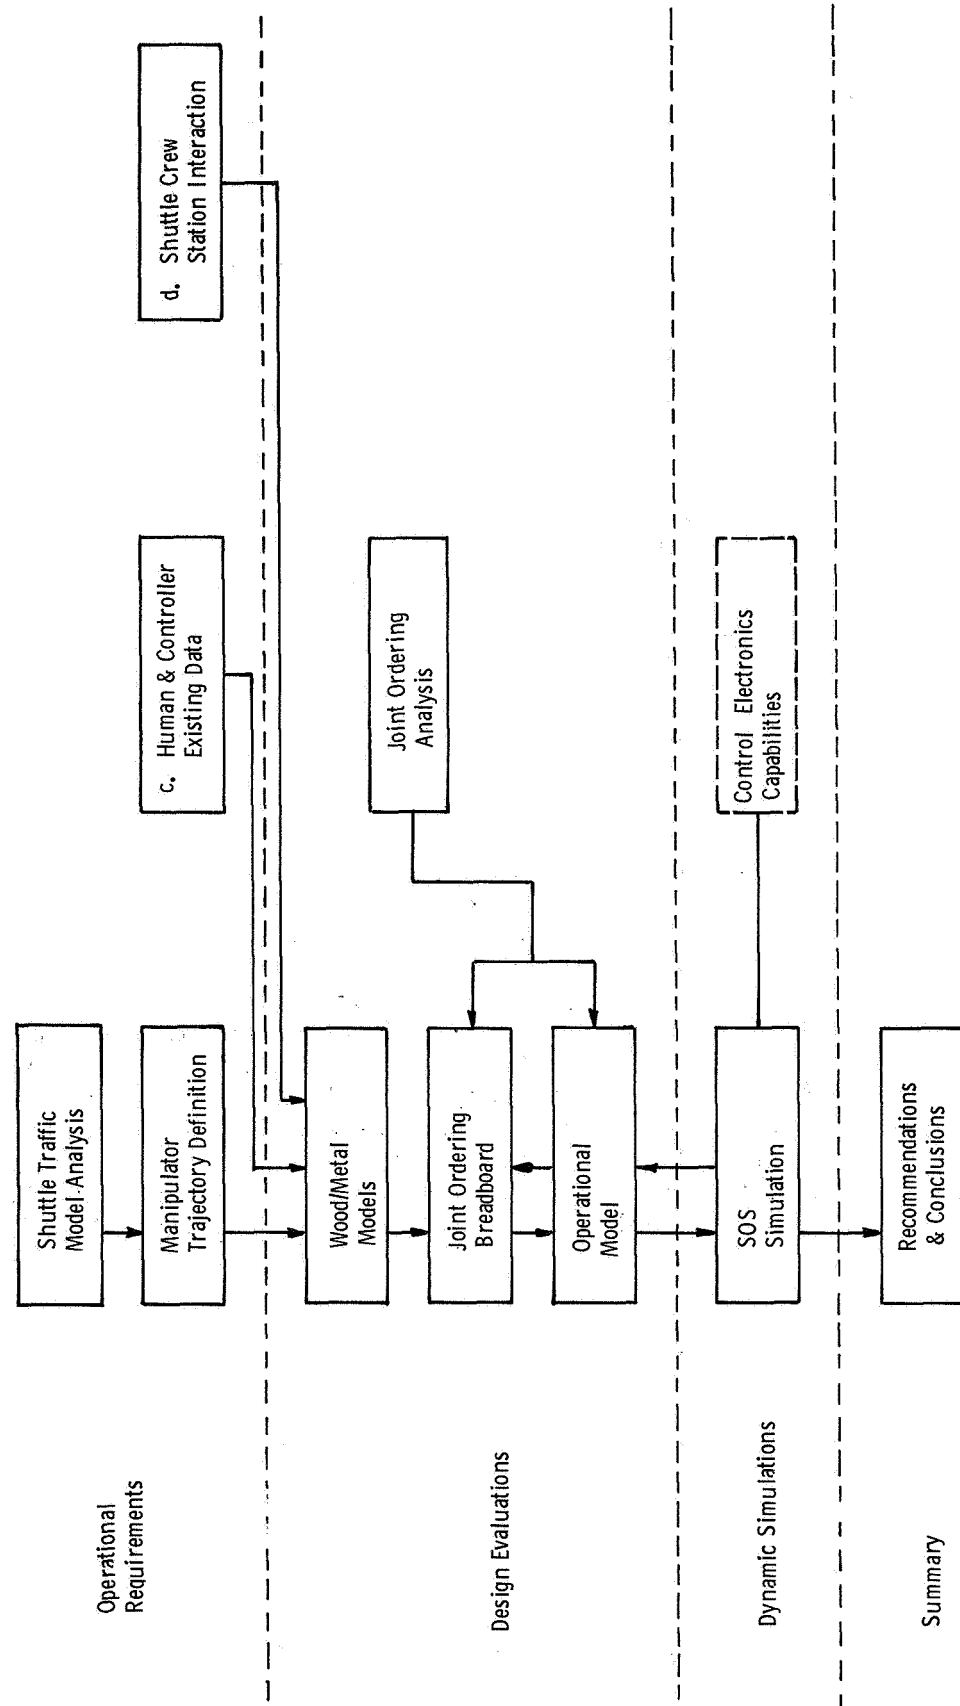 Operational
Requirements
Shuttle Traffic
Model Analysis
Manipulator
Trajectory Definition
c. Human & Controller
Existing Data
d. Shuttle Crew
Station Interaction
Design Evaluations
Wood/Metal
Models
Joint Ordering
Breadboard
Operational
Model
Joint Ordering
Analysis
Dynamic Simulations
SOS
Simulation
Control Electronics
Capabilities
Summary
Recommendations
& Conclusions